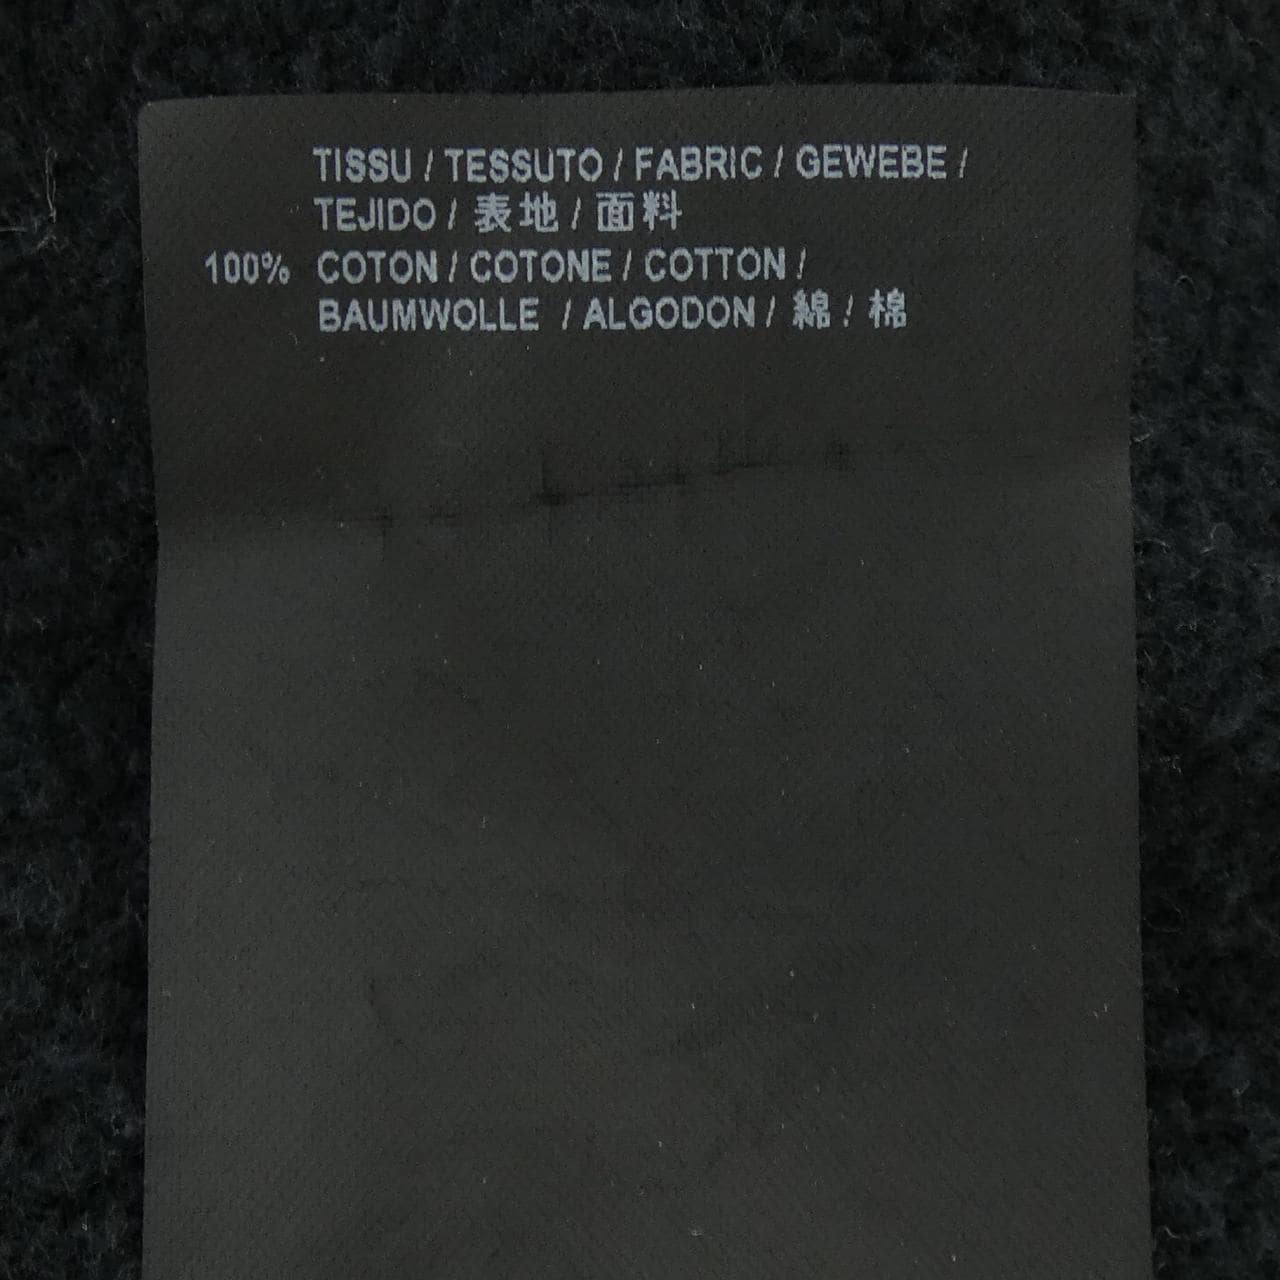 TISSU / TESSUTO / FABRIC / GEWEBE /
TEJIDO / 表地 / 面料
100% COTON / COTONE / COTTON /
BAUMWOLLE / ALGODON / 綿 / 棉